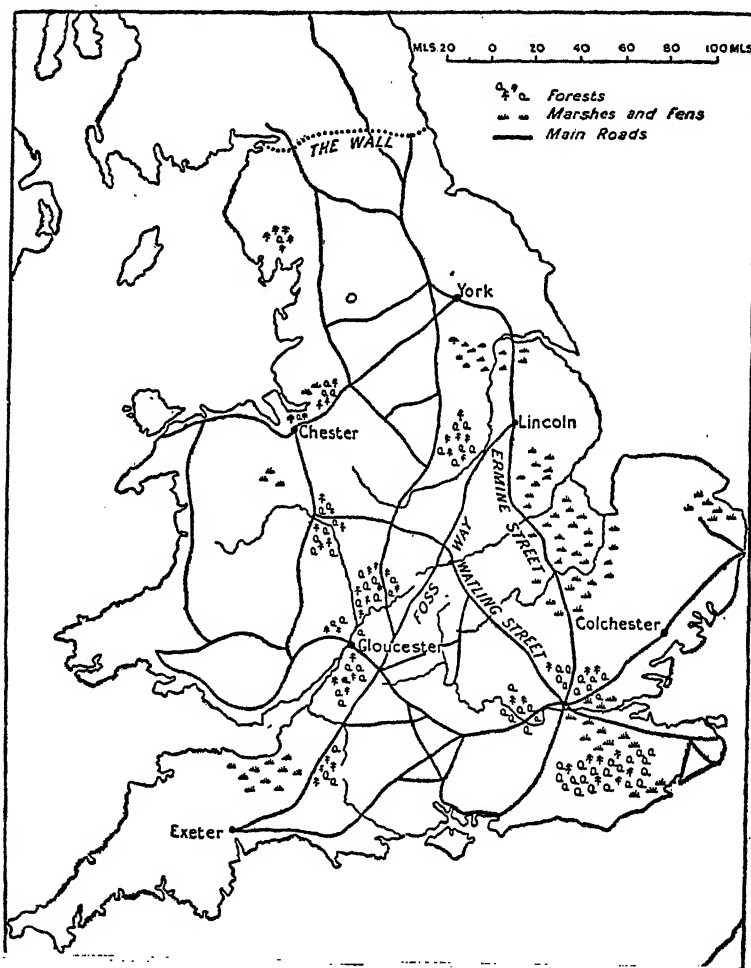 MLS. 20 0 20 40 60 80 100 MLS
Forests
Marshes and Fens
Main Roads
THE WALL
York
Lincoln
Chester
ERMINE STREET
FOSS WAY
WATLING STREET
Colchester
Gloucester
Exeter